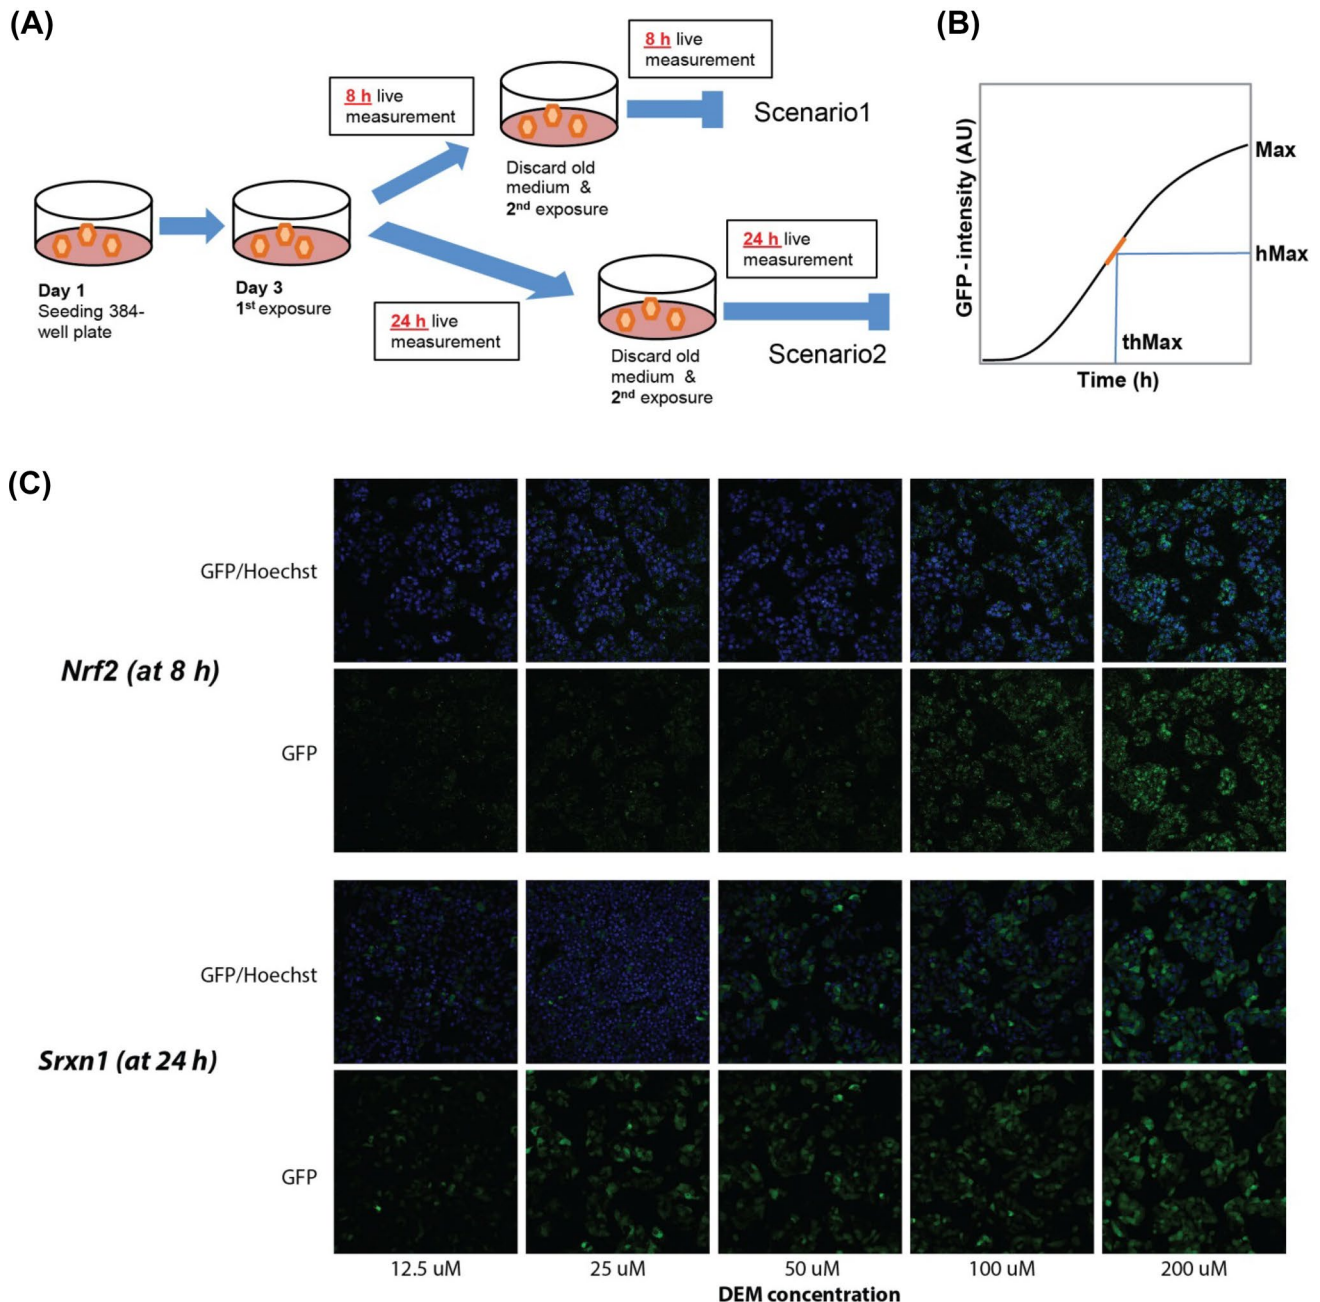 (A)
8 h live
measurement
8 h live
measurement
Scenario1
Discard old
medium &
2nd exposure
Day 1
Seeding 384-
well plate
Day 3
1st exposure
24 h live
measurement
24 h live
measurement
Discard old
medium &
2nd exposure
Scenario2
(B)
GFP - intensity (AU)
Max
hMax
thMax
Time (h)
(C)
GFP/Hoechst
Nrf2 (at 8 h)
GFP
GFP/Hoechst
Srxn1 (at 24 h)
GFP
12.5 uM
25 uM
50 uM
100 uM
200 uM
DEM concentration